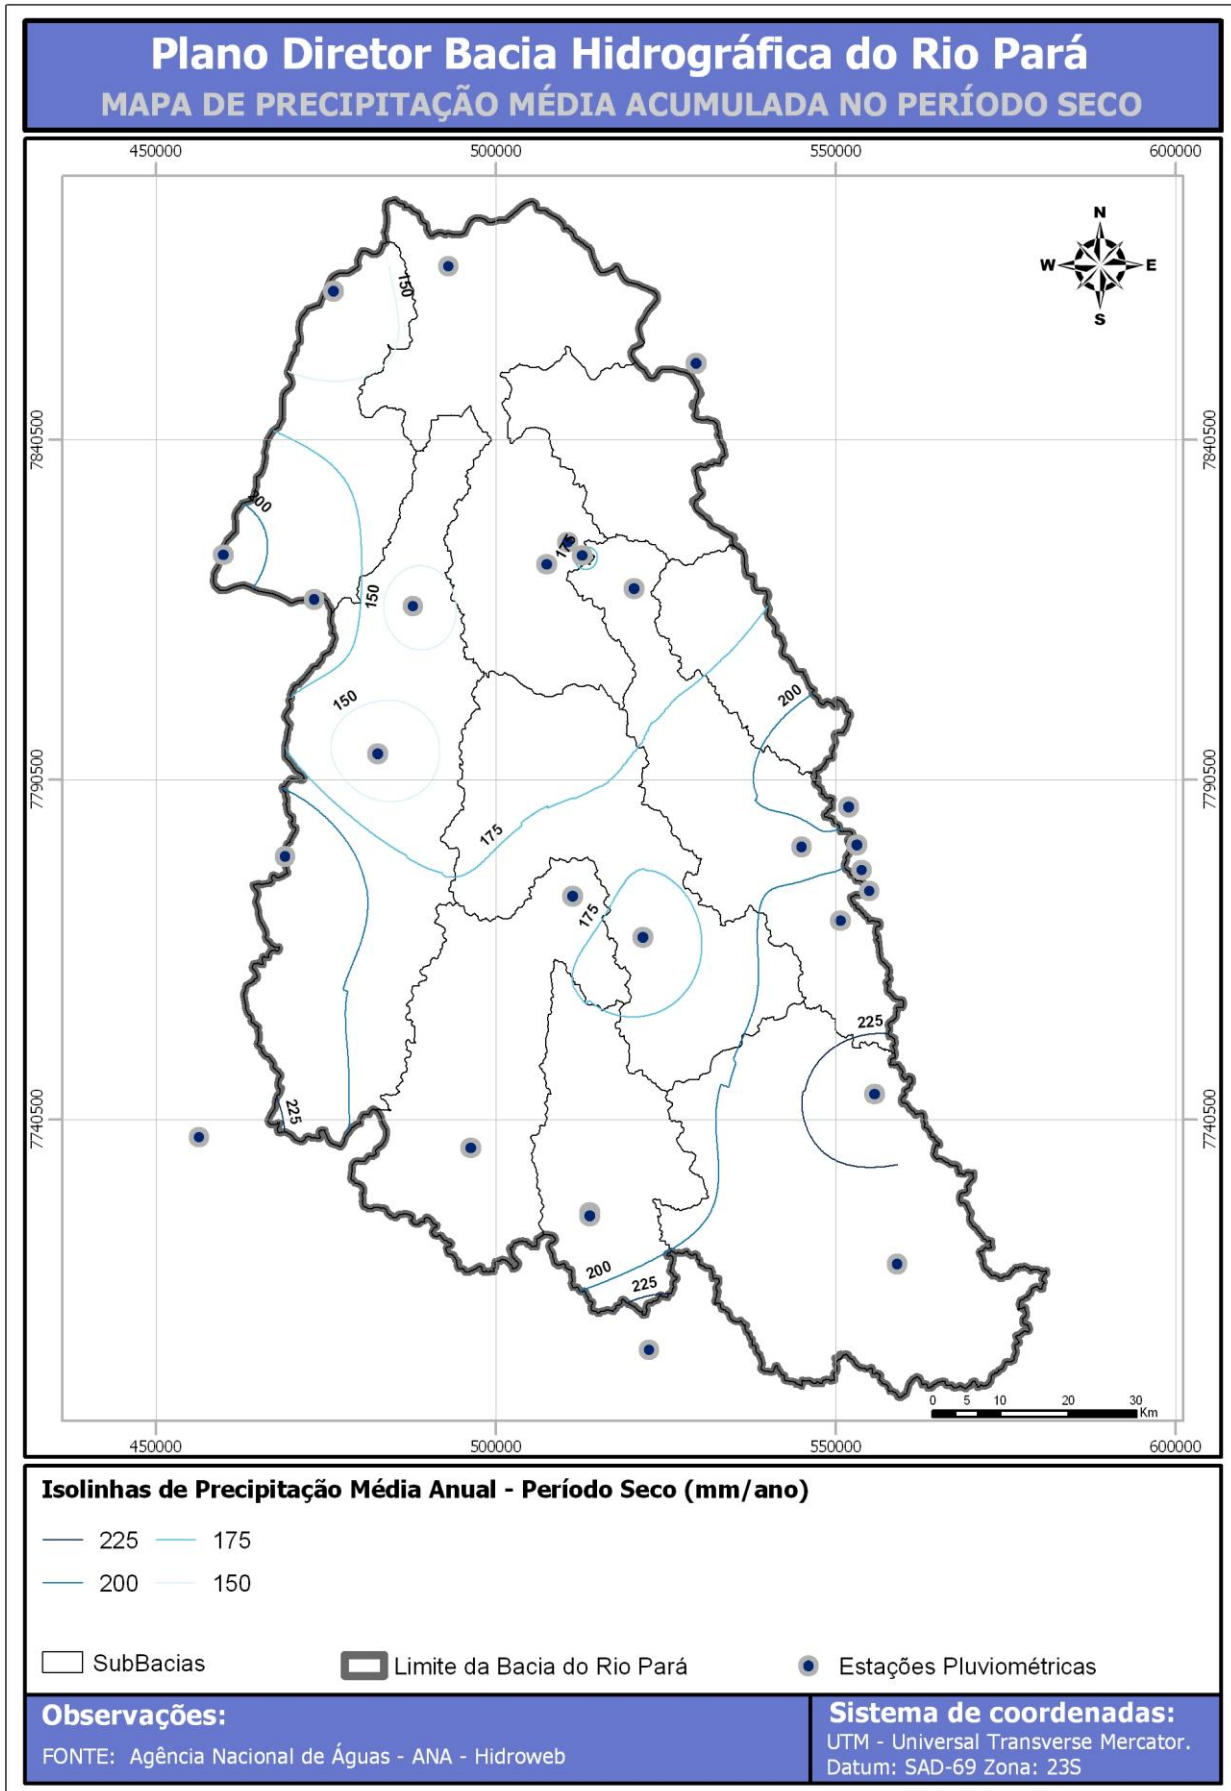 Plano Diretor Bacia Hidrográfica do Rio Pará
MAPA DE PRECIPITAÇÃO MÉDIA ACUMULADA NO PERÍODO SECO
450000 500000 550000 600000
N
W E
S
150
7840500 7840500
200
175
150
150
200
7790500 7790500
175
175
225
225
7740500 7740500
200
225
0 5 10 20 30
Km
450000 500000 550000 600000
Isolinhas de Precipitação Média Anual - Período Seco (mm/ano)
225 175
200 150
SubBacias Limite da Bacia do Rio Pará Estações Pluviométricas
Observações:
FONTE: Agência Nacional de Águas - ANA - Hidroweb
Sistema de coordenadas:
UTM - Universal Transverse Mercator.
Datum: SAD-69 Zona: 23S